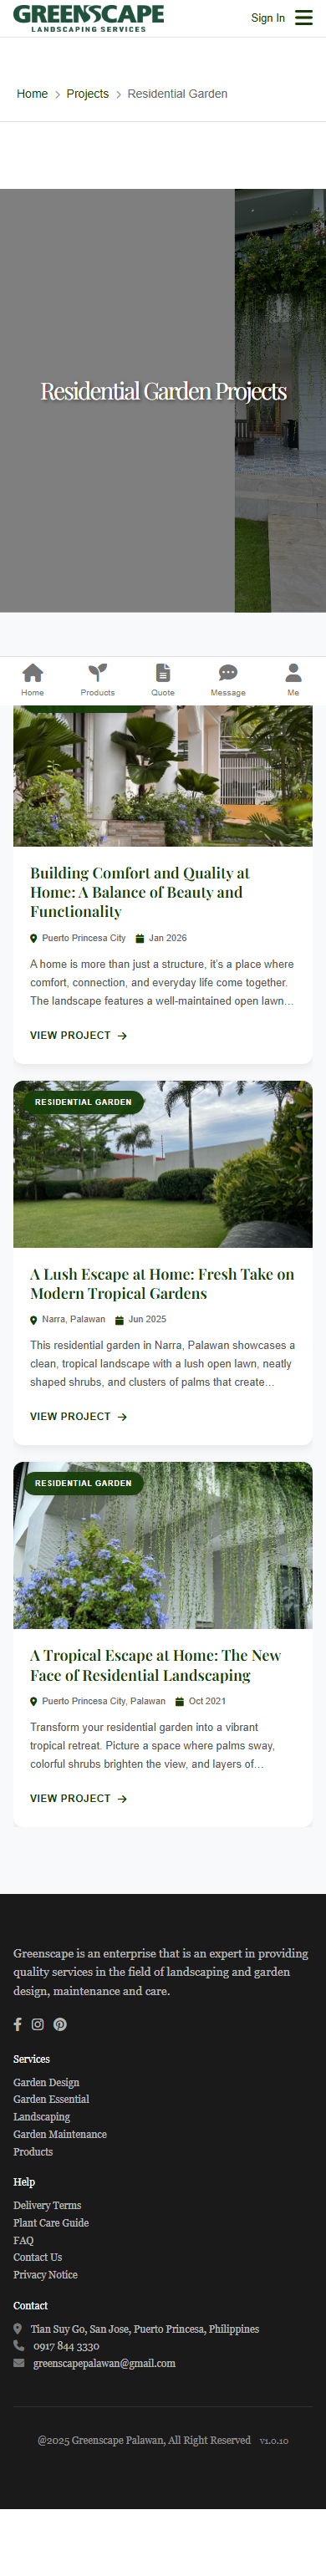 GREENSCAPE
LANDSCAPING SERVICES
Sign In
Home > Projects > Residential Garden
Residential Garden Projects
Home Products Quote Message Me
Building Comfort and Quality at
Home: A Balance of Beauty and
Functionality
Puerto Princesa City Jan 2026
A home is more than just a structure, it's a place where
comfort, connection, and everyday life come together.
The landscape features a well-maintained open lawn...
VIEW PROJECT →
RESIDENTIAL GARDEN
A Lush Escape at Home: Fresh Take on
Modern Tropical Gardens
Narra, Palawan Jun 2025
This residential garden in Narra, Palawan showcases a
clean, tropical landscape with a lush open lawn, neatly
shaped shrubs, and clusters of palms that create...
VIEW PROJECT →
RESIDENTIAL GARDEN
A Tropical Escape at Home: The New
Face of Residential Landscaping
Puerto Princesa City, Palawan Oct 2021
Transform your residential garden into a vibrant
tropical retreat. Picture a space where palms sway,
colorful shrubs brighten the view, and layers of...
VIEW PROJECT →
Greenscape is an enterprise that is an expert in providing
quality services in the field of landscaping and garden
design, maintenance and care.
Services
Garden Design
Garden Essential
Landscaping
Garden Maintenance
Products
Help
Delivery Terms
Plant Care Guide
FAQ
Contact Us
Privacy Notice
Contact
Tian Suy Go, San Jose, Puerto Princesa, Philippines
0917 844 3330
greenscapepalawan@gmail.com
@2025 Greenscape Palawan, All Right Reserved v1.0.10